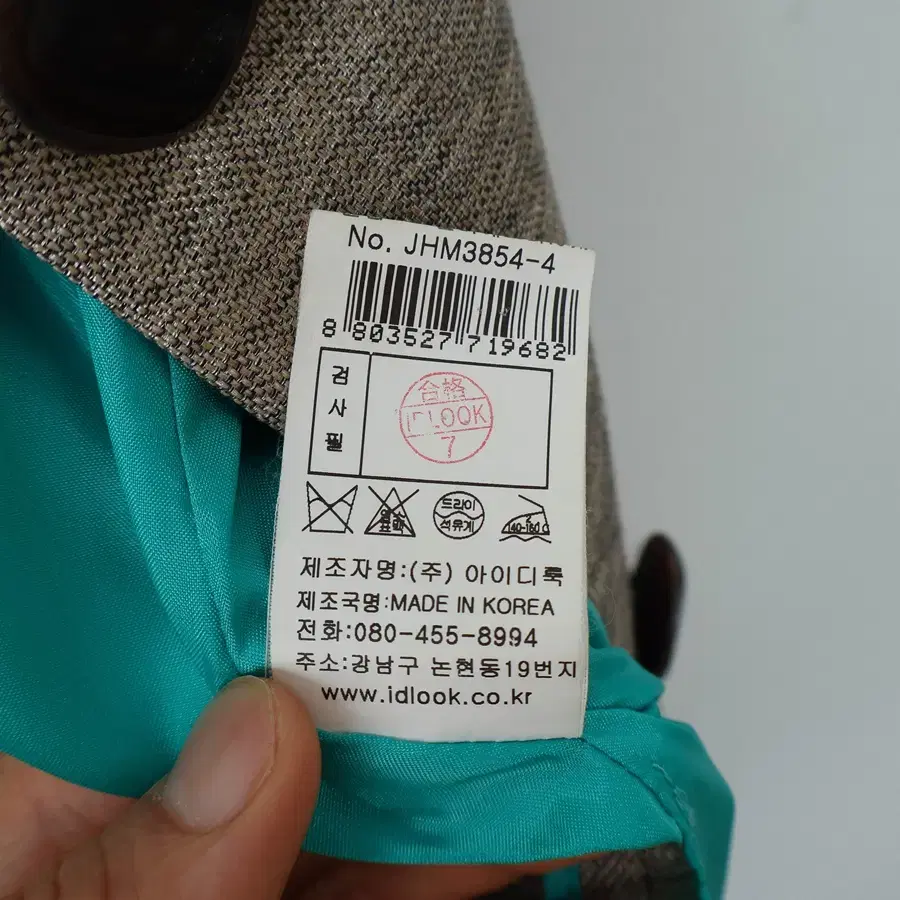 No. JHM3854-4
8 803527 719682
검사필
合格
IDLOOK
7
드라이
석유계
140-160℃
제조자명:(주) 아이디룩
제조국명:MADE IN KOREA
전화:080-455-8994
주소:강남구 논현동19번지
www.idlook.co.kr